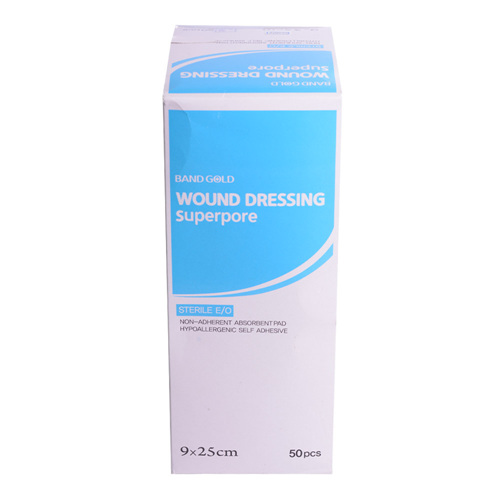 STERILE E/O
WOUND DRESSING
Superpore
BAND GOLD
BAND GOLD
WOUND DRESSING
Superpore
STERILE E/O
NON-ADHERENT ABSORBENT PAD
HYPOALLERGENIC SELF ADHESIVE
9×25cm
50pcs